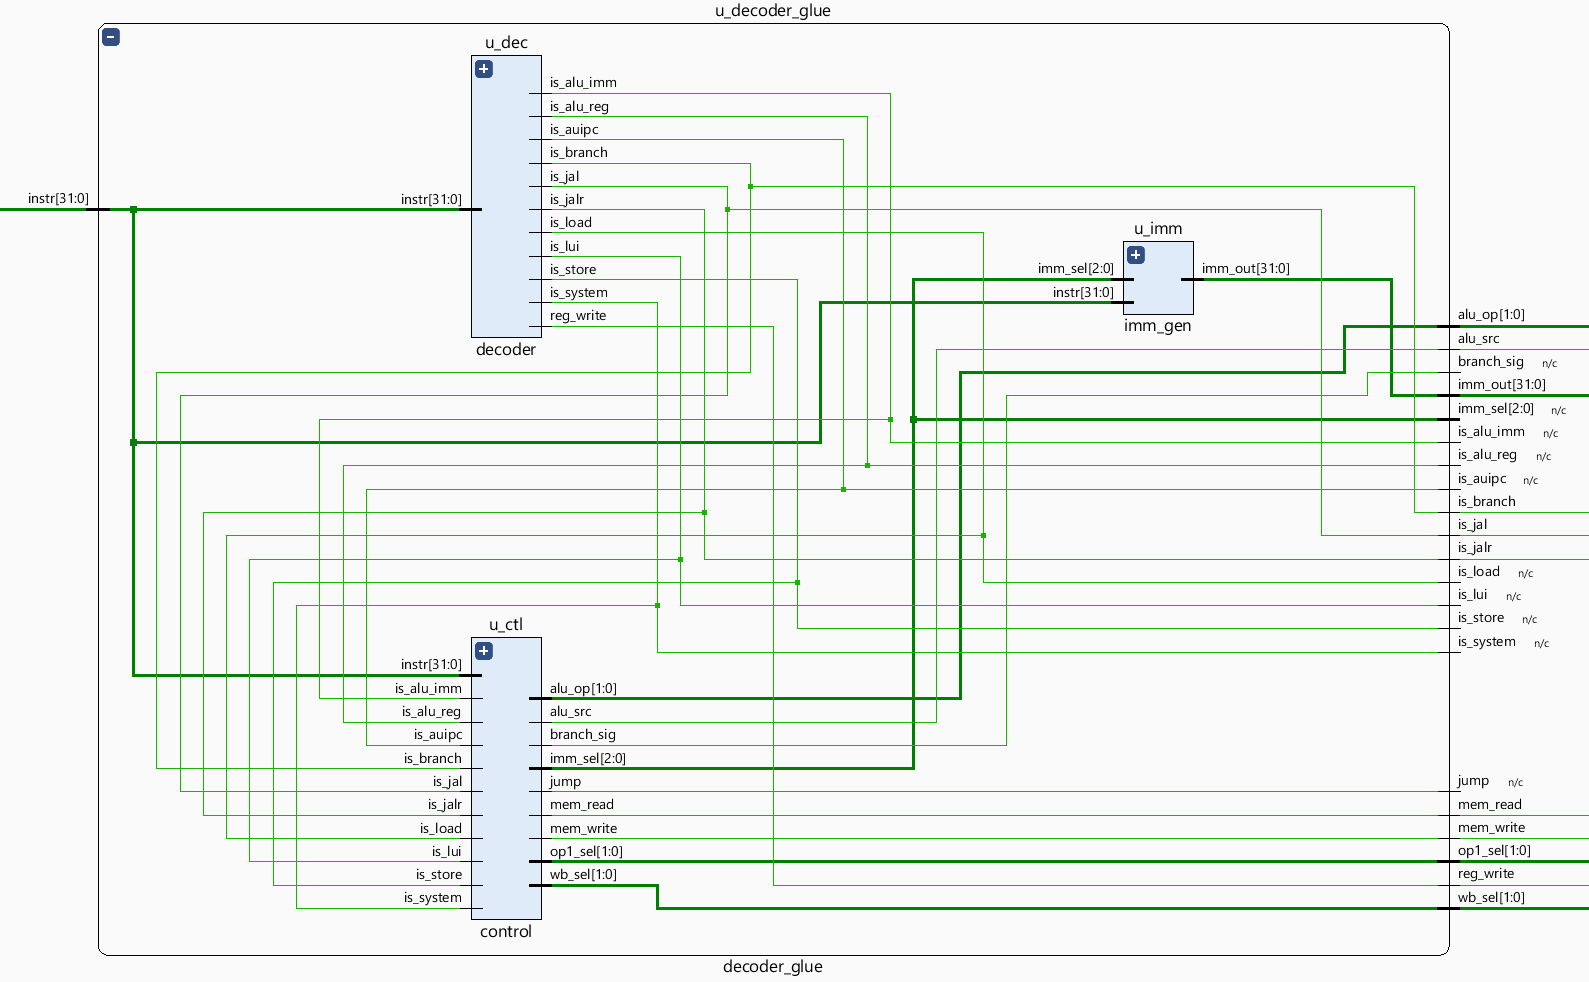 u_decoder_glue
u_dec
is_alu_imm
is_alu_reg
is_auipc
is_branch
is_jal
instr[31:0]
instr[31:0]
is_jalr
is_load
is_lui
is_store
is_system
reg_write
decoder
u_imm
imm_sel[2:0]
imm_out[31:0]
instr[31:0]
imm_gen
alu_op[1:0]
alu_src
branch_sig n/c
imm_out[31:0]
imm_sel[2:0] n/c
is_alu_imm n/c
is_alu_reg n/c
is_auipc n/c
is_branch
is_jal
is_jalr
is_load n/c
is_lui n/c
is_store n/c
is_system n/c
u_ctl
instr[31:0]
is_alu_imm
is_alu_reg
is_auipc
is_branch
is_jal
is_jalr
is_load
is_lui
is_store
is_system
alu_op[1:0]
alu_src
branch_sig
imm_sel[2:0]
jump
mem_read
mem_write
op1_sel[1:0]
wb_sel[1:0]
control
jump n/c
mem_read
mem_write
op1_sel[1:0]
reg_write
wb_sel[1:0]
decoder_glue